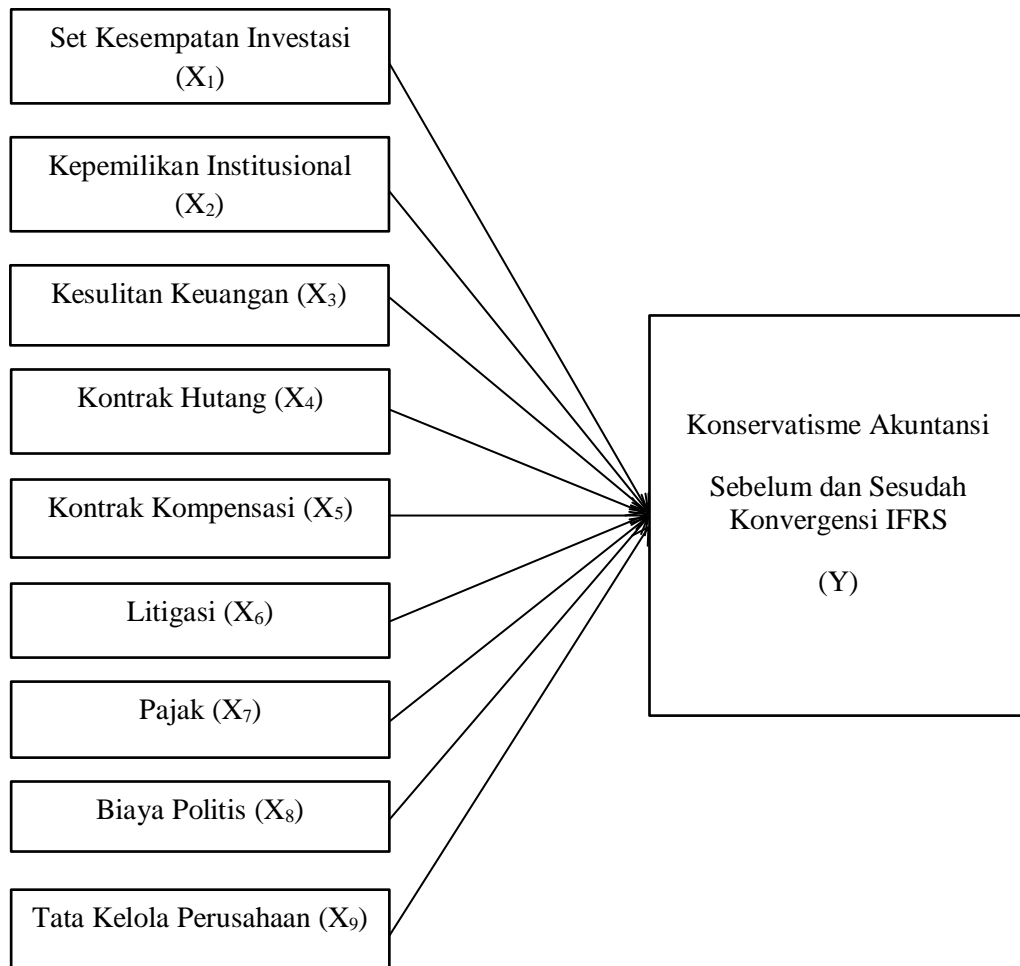 Set Kesempatan Investasi
(X₁)
Kepemilikan Institusional
(X₂)
Kesulitan Keuangan (X₃)
Kontrak Hutang (X₄)
Kontrak Kompensasi (X₅)
Litigasi (X₆)
Pajak (X₇)
Biaya Politis (X₈)
Tata Kelola Perusahaan (X₉)
Konservatisme Akuntansi
Sebelum dan Sesudah
Konvergensi IFRS
(Y)